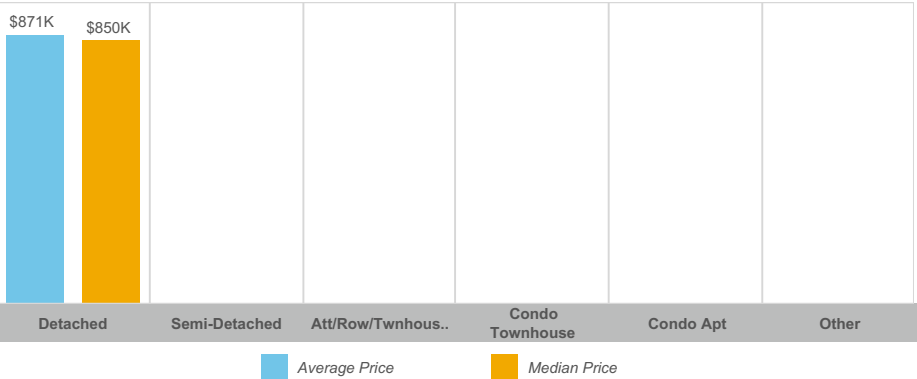 $871K
$850K
Detached
Semi-Detached
Att/Row/Twnhous..
Condo
Townhouse
Condo Apt
Other
Average Price
Median Price